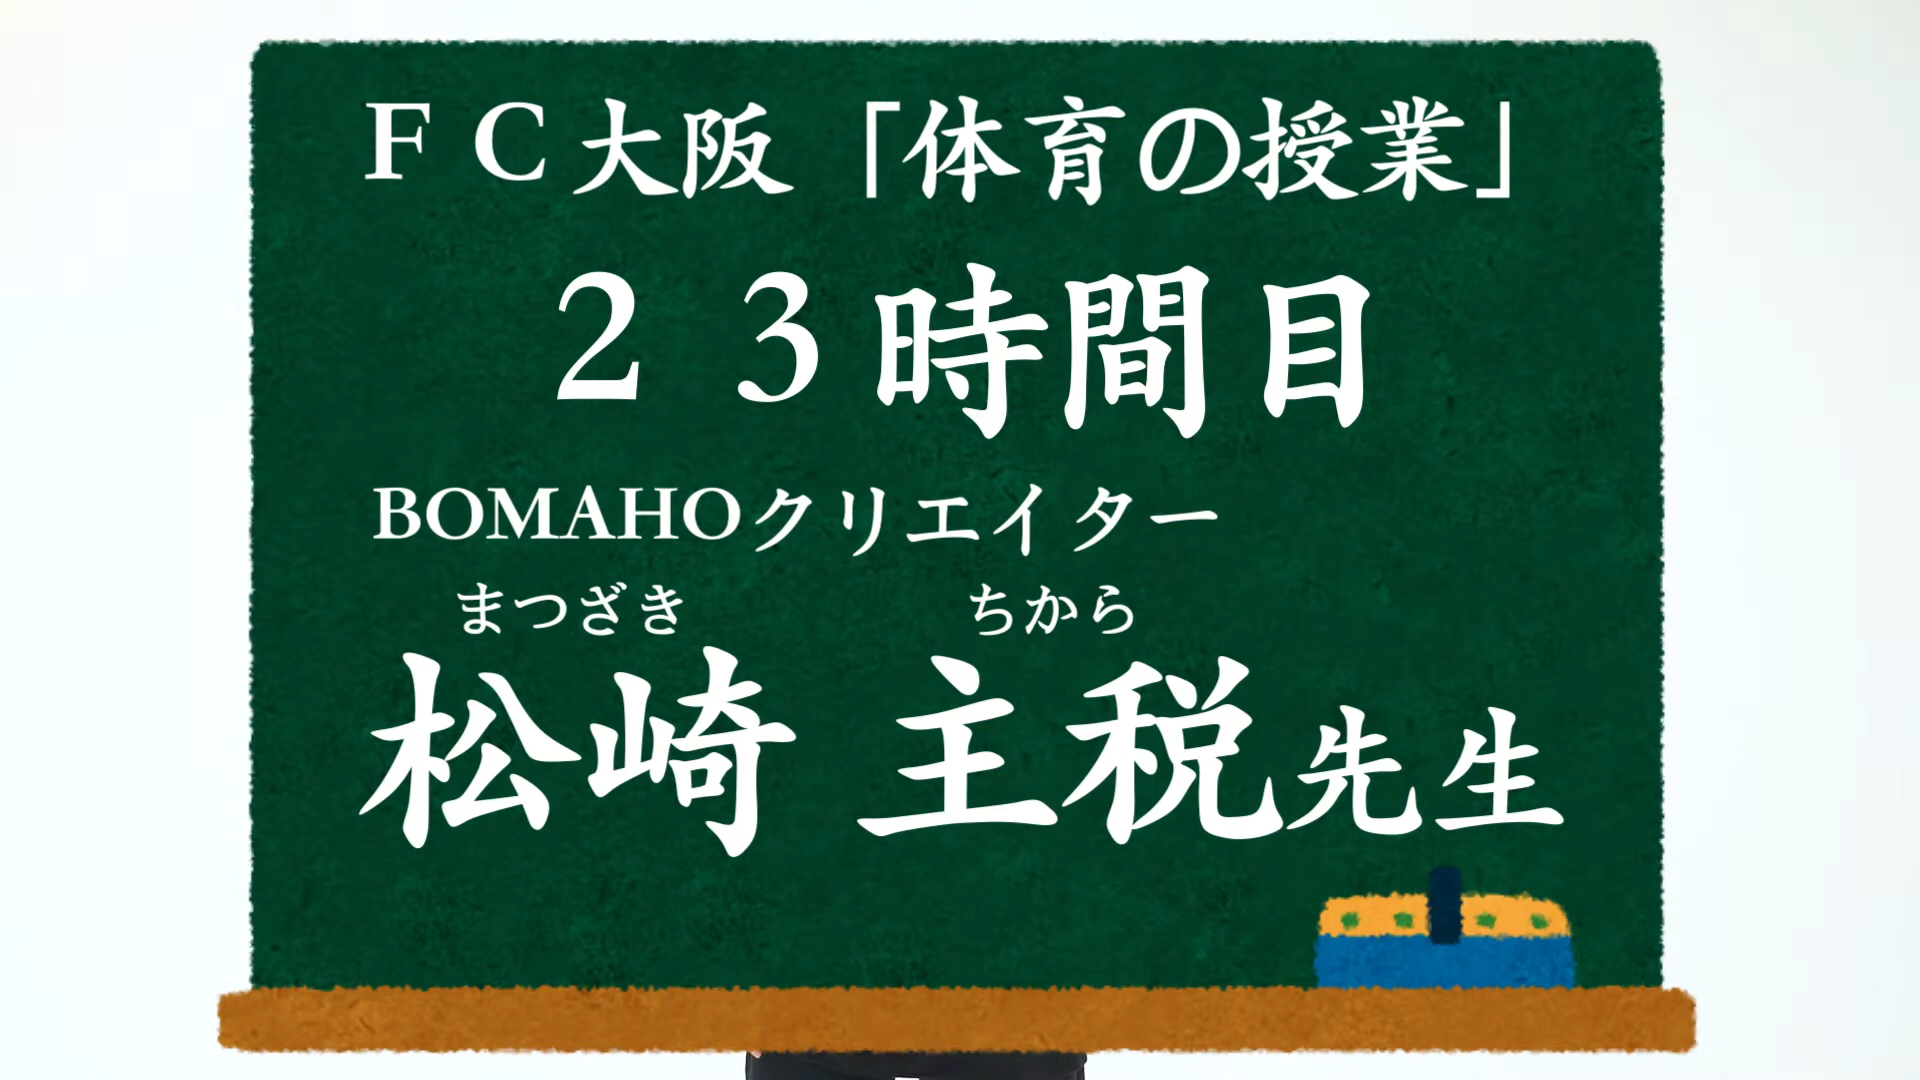 ＦＣ大阪「体育の授業」
２３時間目
BOMAHOクリエイター
まつざき ちから
松崎 主税先生